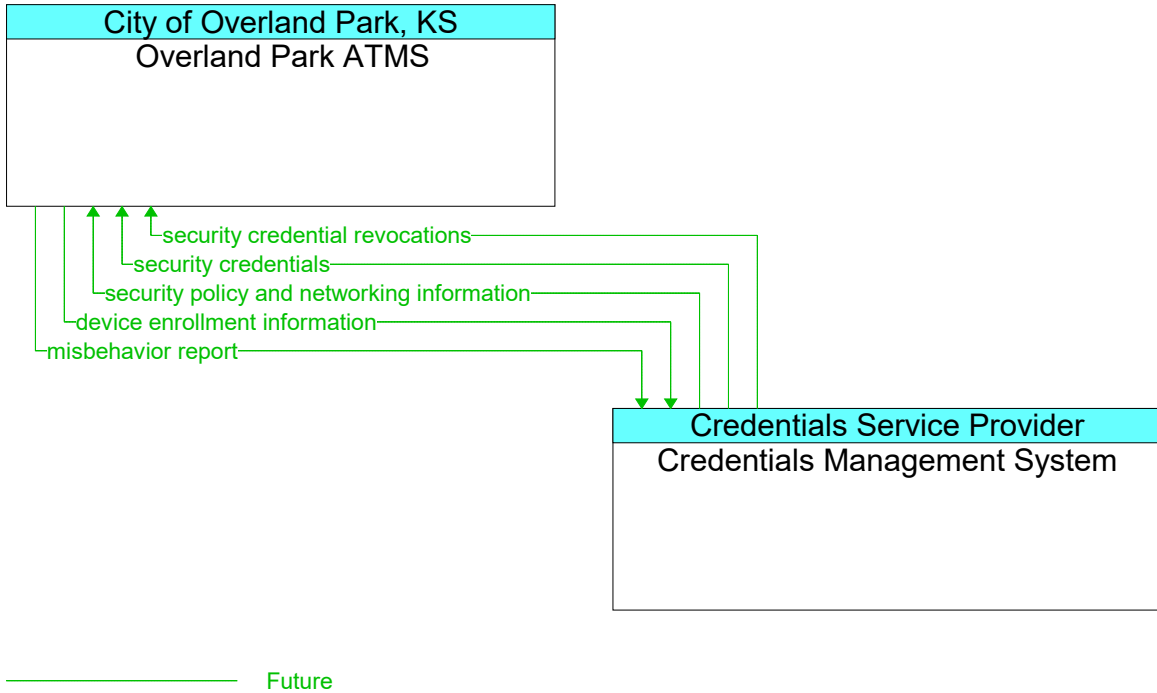 City of Overland Park, KS
Overland Park ATMS
security credential revocations
security credentials
security policy and networking information
device enrollment information
misbehavior report
Credentials Service Provider
Credentials Management System
Future